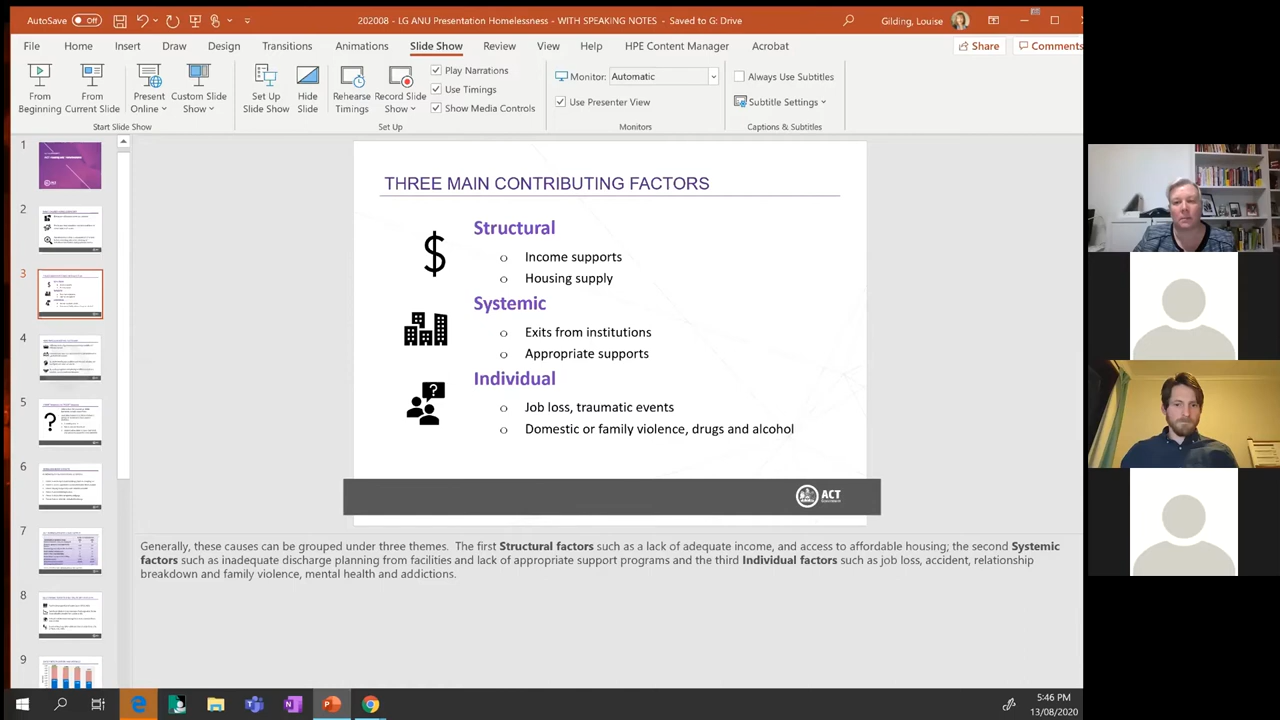 AutoSave Off
202008 - LG ANU Presentation Homelessness - WITH SPEAKING NOTES - Saved to G: Drive
Gilding, Louise
File Home Insert Draw Design Transitions Animations Slide Show Review View Help HPE Content Manager Acrobat Share Comments
From Beginning
From Current Slide
Present Online
Custom Slide Show
Start Slide Show
Set Up Slide Show
Hide Slide
Rehearse Timings
Record Slide Show
Play Narrations
Use Timings
Show Media Controls
Set Up
Monitor: Automatic
Use Presenter View
Monitors
Always Use Subtitles
Subtitle Settings
Captions & Subtitles
1
2
3
4
5
6
7
8
9
THREE MAIN CONTRIBUTING FACTORS
$
Structural
o Income supports
o Housing supply
Systemic
o Exits from institutions
Appropriate supports
?
Individual
Job loss, traumatic events
Domestic or family violence, drugs and alcohol
ACT
Generally, these causes can be grouped under three themes. The first Structural factors such as a lack of adequate income, and access to affordable housing; the second Systemic
factors such as inadequate discharge planning from facilities and lack of appropriate support programs and the third Individual factors such as job loss, accident, relationship
breakdown and family violence, mental health and addictions.
5:46 PM
13/08/2020